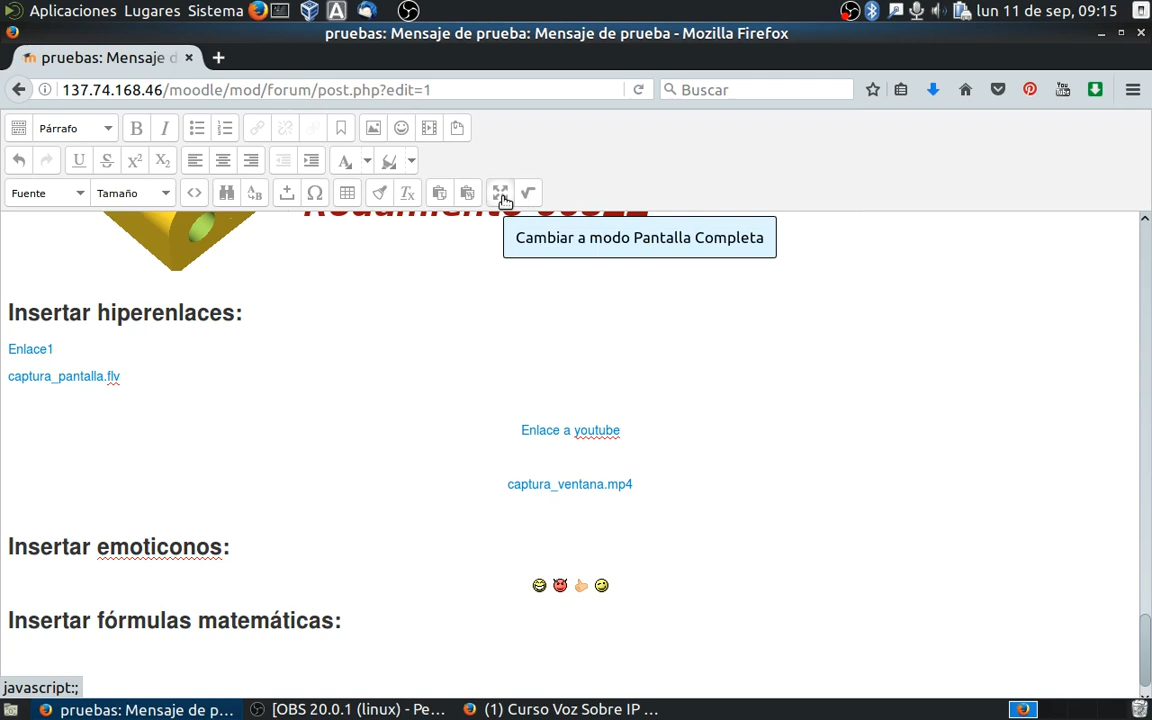 Aplicaciones Lugares Sistema
lun 11 de sep, 09:15
pruebas: Mensaje de prueba: Mensaje de prueba - Mozilla Firefox
pruebas: Mensaje d
137.74.168.46/moodle/mod/forum/post.php?edit=1
Buscar
Párrafo
Fuente
Tamaño
Cambiar a modo Pantalla Completa
Insertar hiperenlaces:
Enlace1
captura_pantalla.flv
Enlace a youtube
captura_ventana.mp4
Insertar emoticonos:
Insertar fórmulas matemáticas:
javascript:;
pruebas: Mensaje de p...
[OBS 20.0.1 (linux) - Pe...
(1) Curso Voz Sobre IP ...